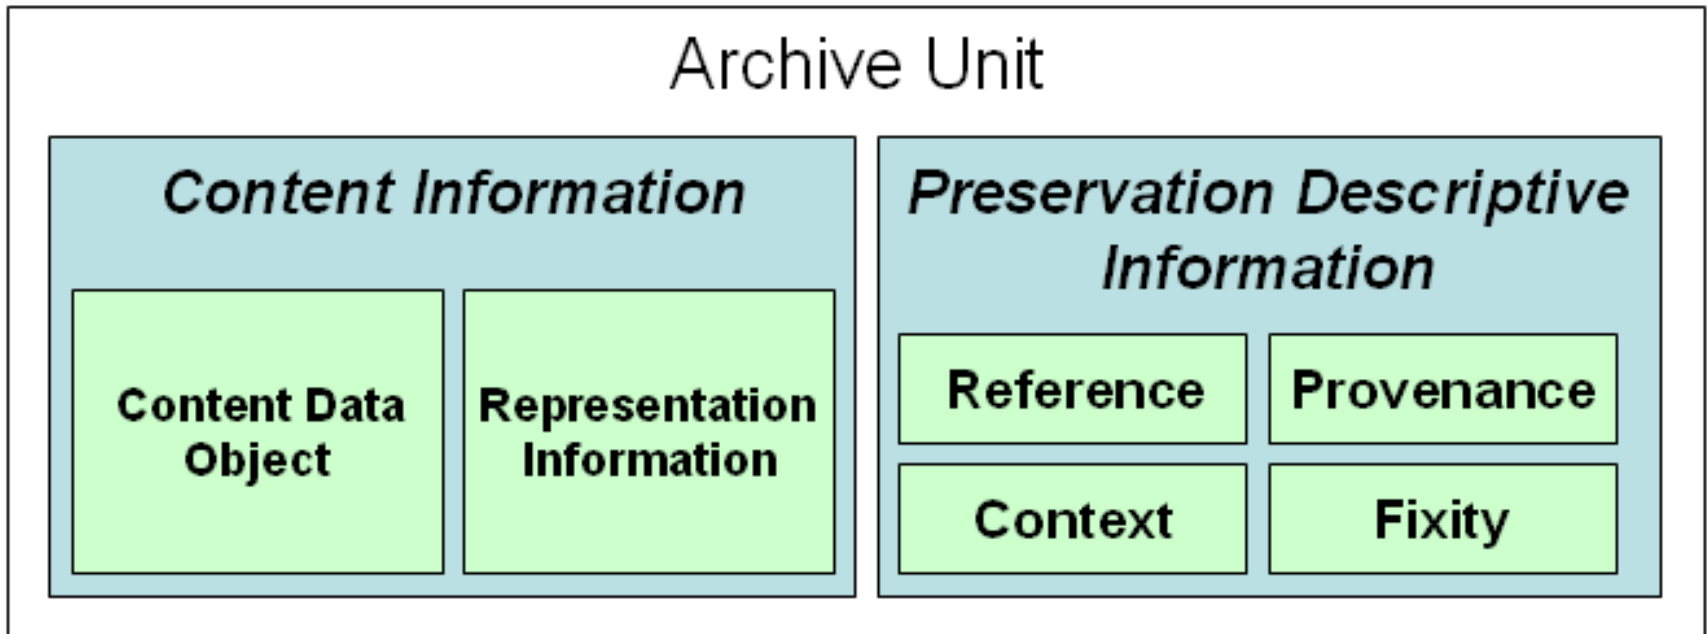 Archive Unit
Content Information
Content Data
Object
Representation
Information
Preservation Descriptive
Information
Reference
Provenance
Context
Fixity